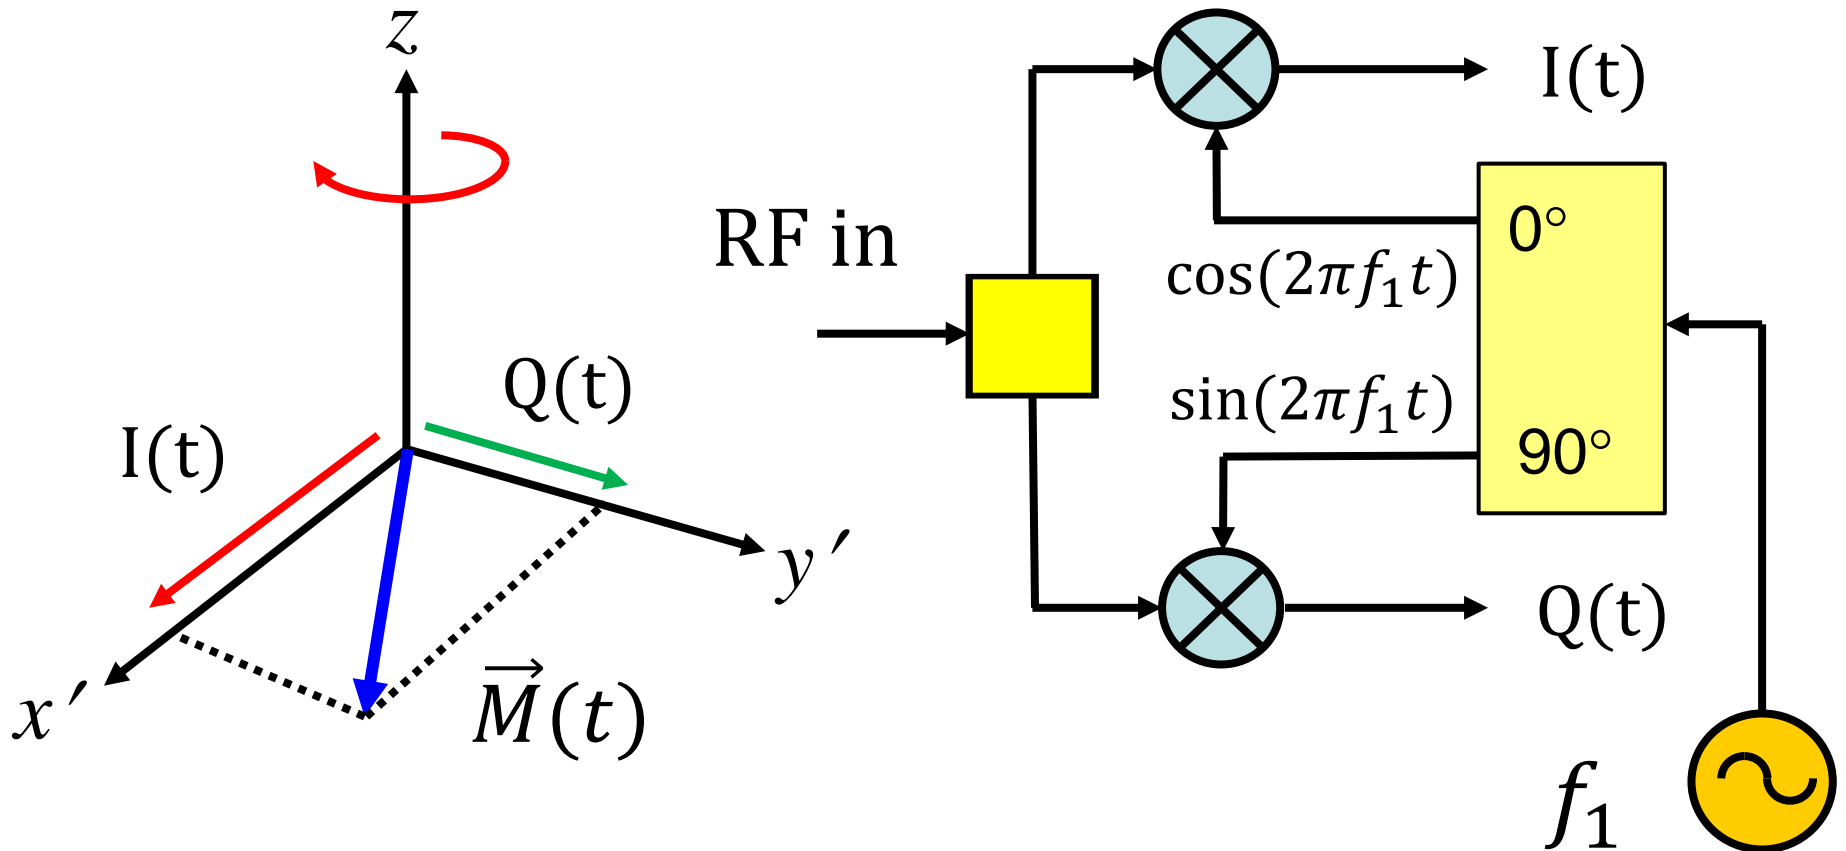 z
I(t)
Q(t)
x′
y′
M⃗(t)
RF in
I(t)
0°
cos(2πf₁t)
sin(2πf₁t)
90°
Q(t)
f₁